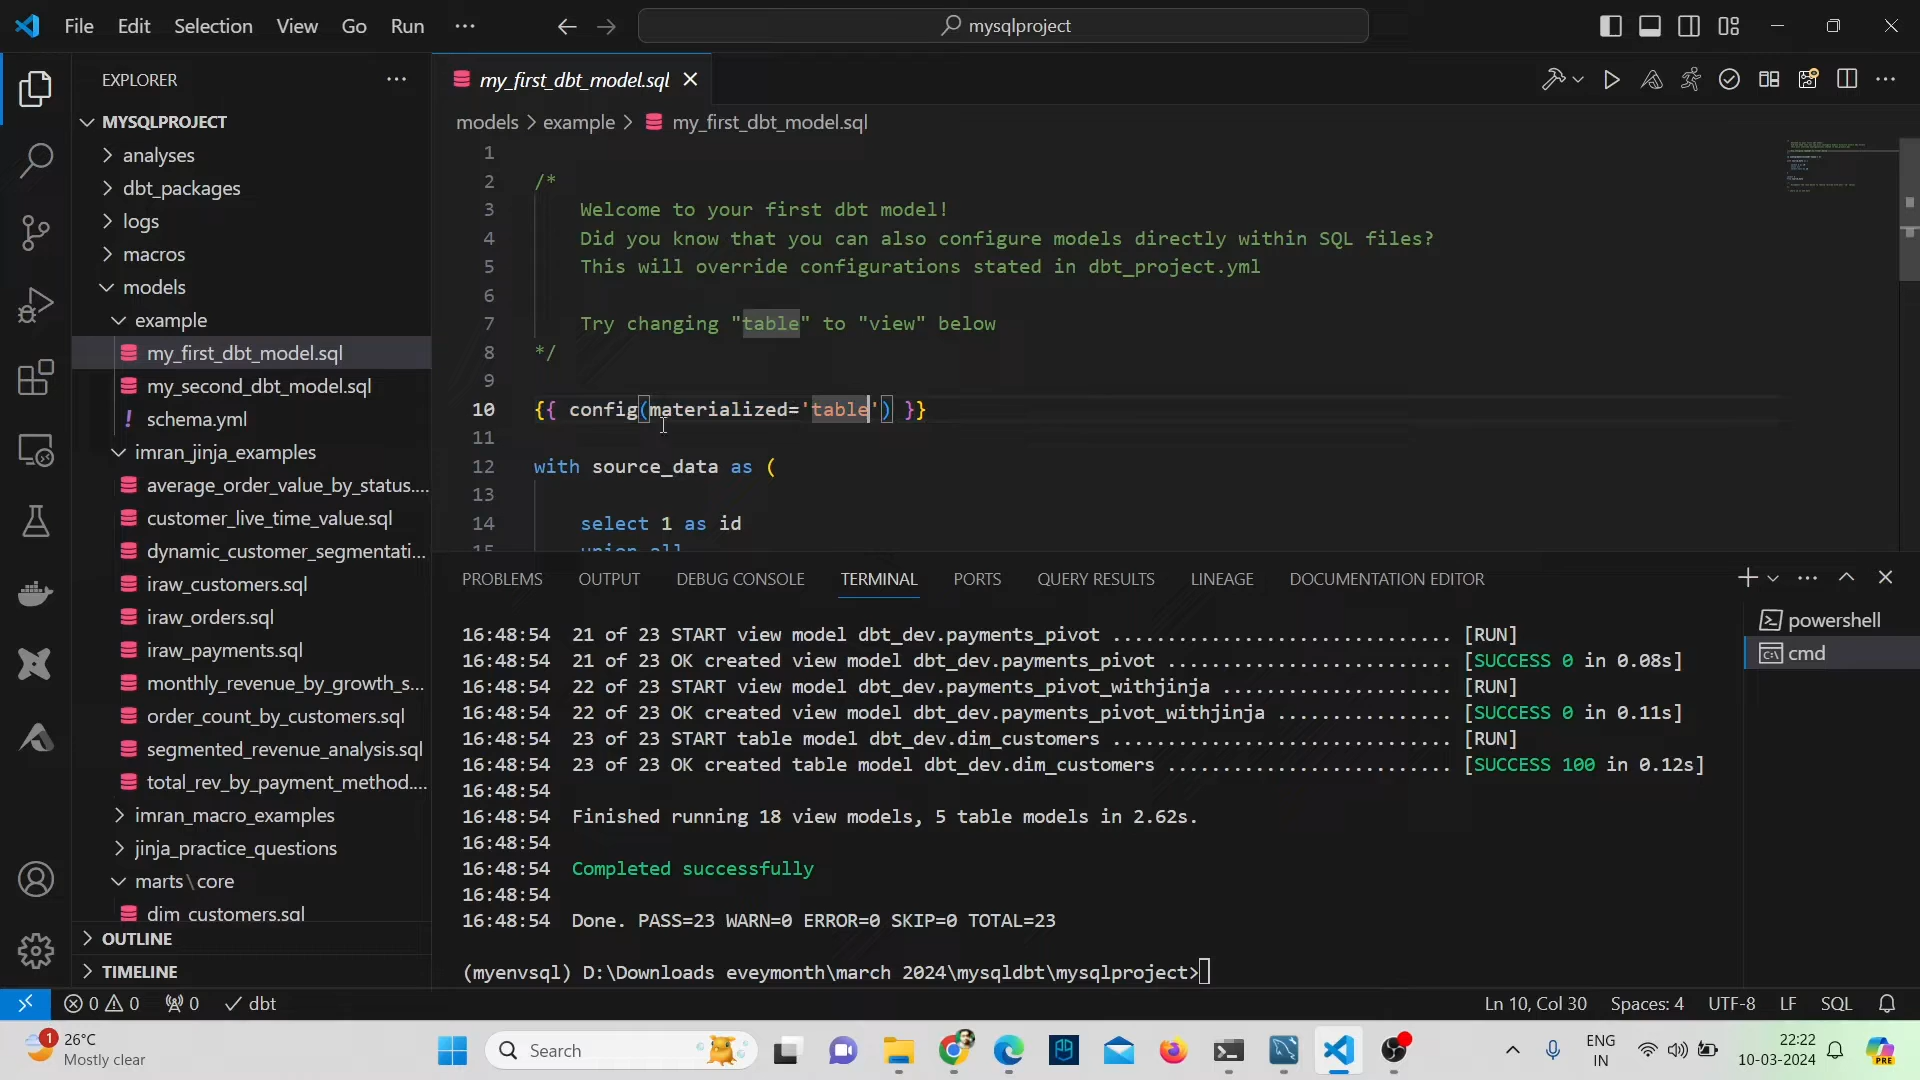 File Edit Selection View Go Run ···
mysqlproject
EXPLORER
MYSQLPROJECT
analyses
dbt_packages
logs
macros
models
example
my_first_dbt_model.sql
my_second_dbt_model.sql
! schema.yml
imran_jinja_examples
average_order_value_by_status....
customer_live_time_value.sql
dynamic_customer_segmentati...
iraw_customers.sql
iraw_orders.sql
iraw_payments.sql
monthly_revenue_by_growth_s...
order_count_by_customers.sql
segmented_revenue_analysis.sql
total_rev_by_payment_method....
imran_macro_examples
jinja_practice_questions
marts\core
dim_customers.sql
OUTLINE
TIMELINE
my_first_dbt_model.sql
models > example > my_first_dbt_model.sql
1
2 /*
3 Welcome to your first dbt model!
4 Did you know that you can also configure models directly within SQL files?
5 This will override configurations stated in dbt_project.yml
6
7 Try changing "table" to "view" below
8 */
9
10 {{ config(materialized='table') }}
11
12 with source_data as (
13
14 select 1 as id
15 union all
PROBLEMS OUTPUT DEBUG CONSOLE TERMINAL PORTS QUERY RESULTS LINEAGE DOCUMENTATION EDITOR
16:48:54 21 of 23 START view model dbt_dev.payments_pivot ............................... [RUN]
16:48:54 21 of 23 OK created view model dbt_dev.payments_pivot .......................... [SUCCESS 0 in 0.08s]
16:48:54 22 of 23 START view model dbt_dev.payments_pivot_withjinja ..................... [RUN]
16:48:54 22 of 23 OK created view model dbt_dev.payments_pivot_withjinja ................ [SUCCESS 0 in 0.11s]
16:48:54 23 of 23 START table model dbt_dev.dim_customers ............................... [RUN]
16:48:54 23 of 23 OK created table model dbt_dev.dim_customers .......................... [SUCCESS 100 in 0.12s]
16:48:54
16:48:54 Finished running 18 view models, 5 table models in 2.62s.
16:48:54
16:48:54 Completed successfully
16:48:54
16:48:54 Done. PASS=23 WARN=0 ERROR=0 SKIP=0 TOTAL=23
(myenvsql) D:\Downloads eveymonth\march 2024\mysqldbt\mysqlproject>
powershell
cmd
0 0 0 dbt
Ln 10, Col 30 Spaces: 4 UTF-8 LF SQL
1
26°C
Mostly clear
Search
ENG
IN
22:22
10-03-2024
PRE